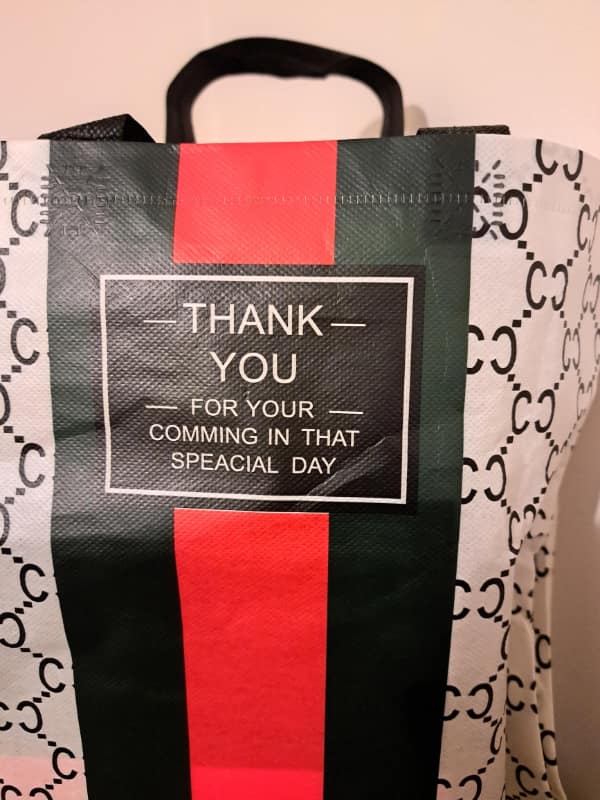 THANK
YOU
FOR YOUR
COMMING IN THAT
SPEACIAL DAY